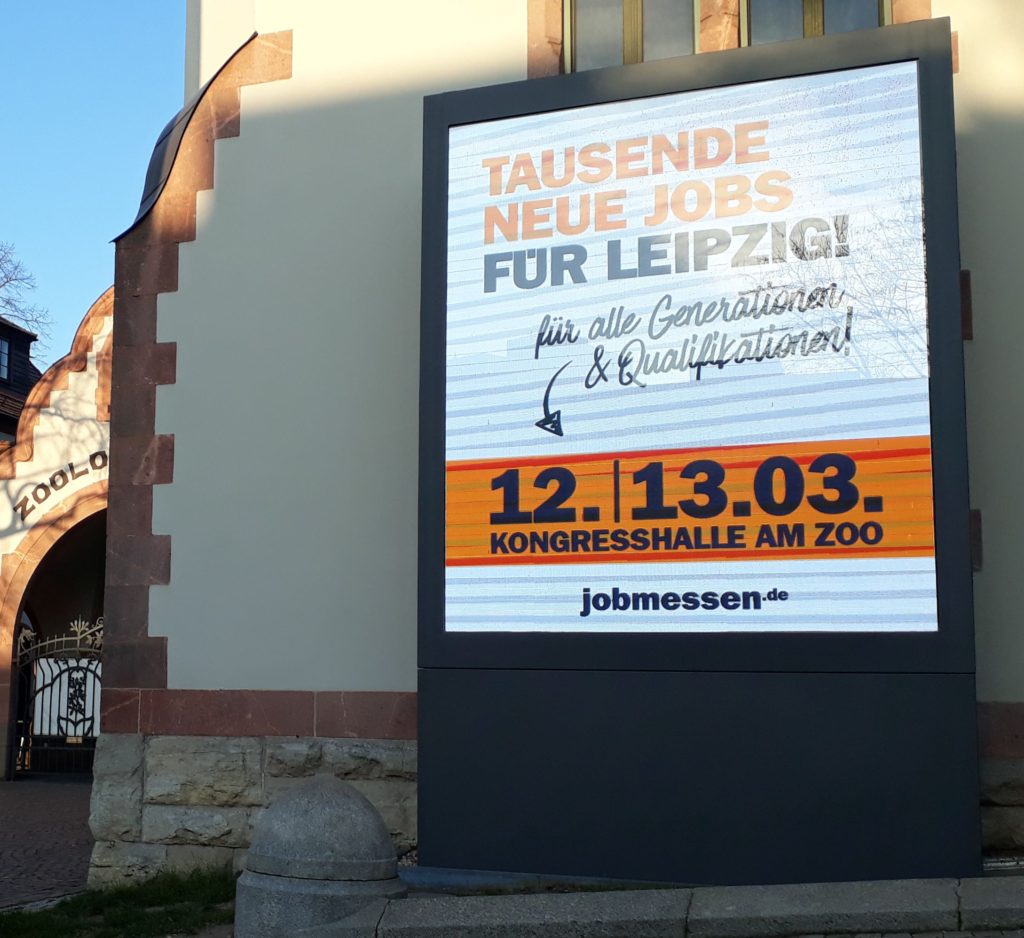 ZOOLO
TAUSENDE
NEUE JOBS
FÜR LEIPZIG!
für alle Generationen
& Qualifikationen!
12. | 13.03.
KONGRESSHALLE AM ZOO
jobmessen.de